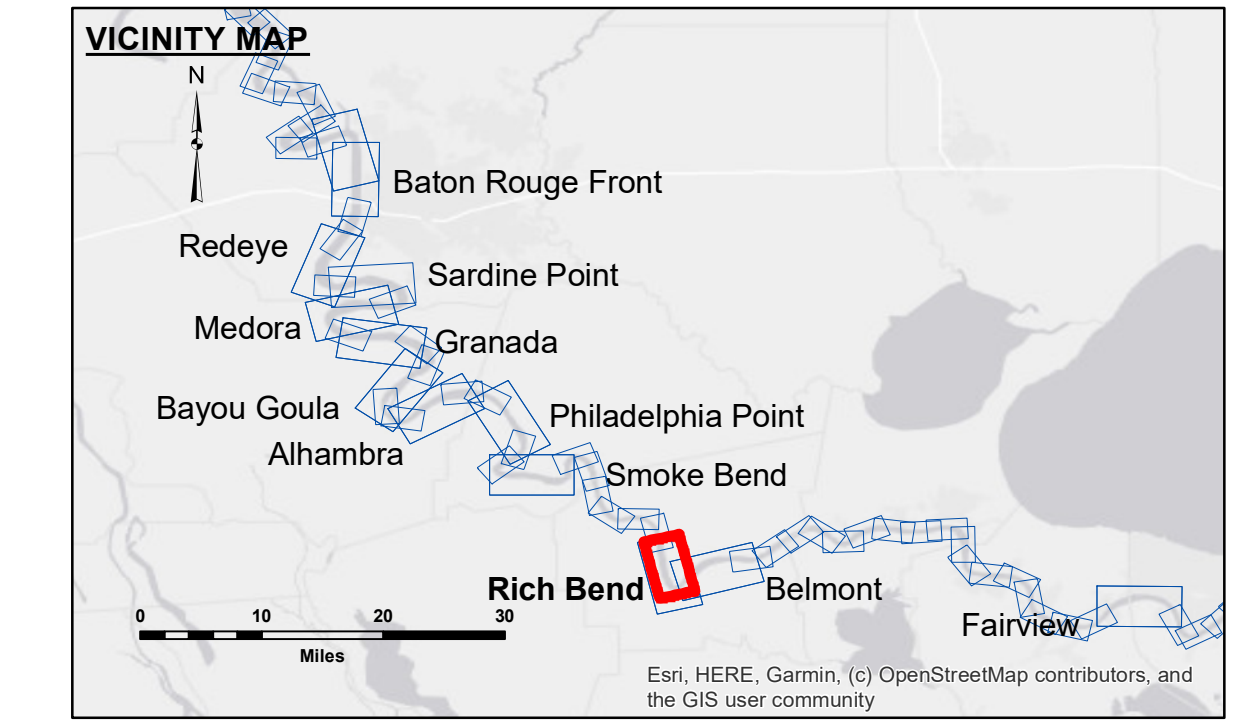 VICINITY MAP
N
Baton Rouge Front
Redeye
Sardine Point
Medora
Granada
Bayou Goula
Philadelphia Point
Alhambra
Smoke Bend
Rich Bend
Belmont
Fairview
0 10 20 30
Miles
Esri, HERE, Garmin, (c) OpenStreetMap contributors, and
the GIS user community